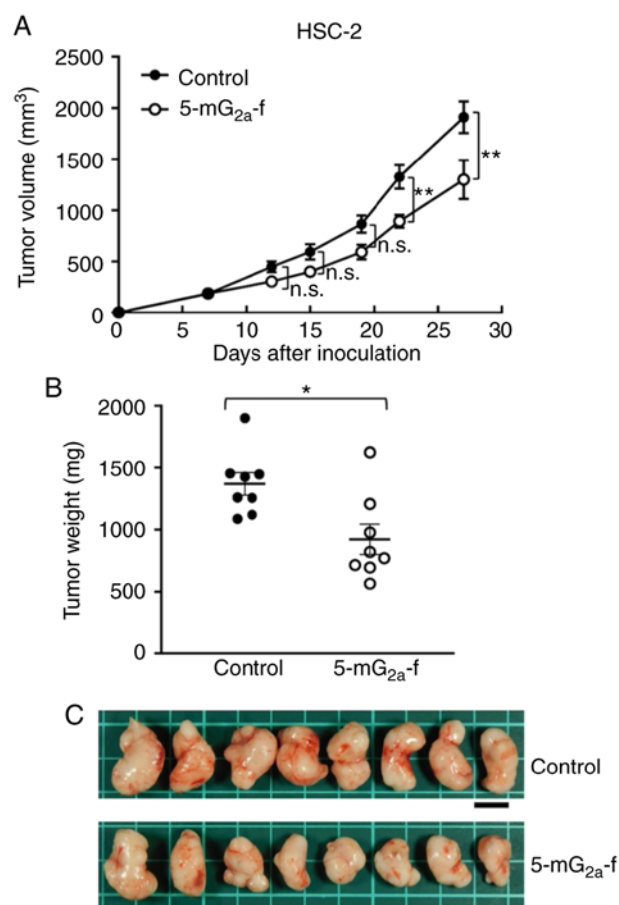 A
HSC-2
2500
2000
1500
1000
500
0
Tumor volume (mm³)
Control
5-mG₂ₐ-f
n.s.
n.s.
n.s.
**
**
0 5 10 15 20 25 30
Days after inoculation
B
*
2000
1500
1000
500
0
Tumor weight (mg)
Control 5-mG₂ₐ-f
C
Control
5-mG₂ₐ-f